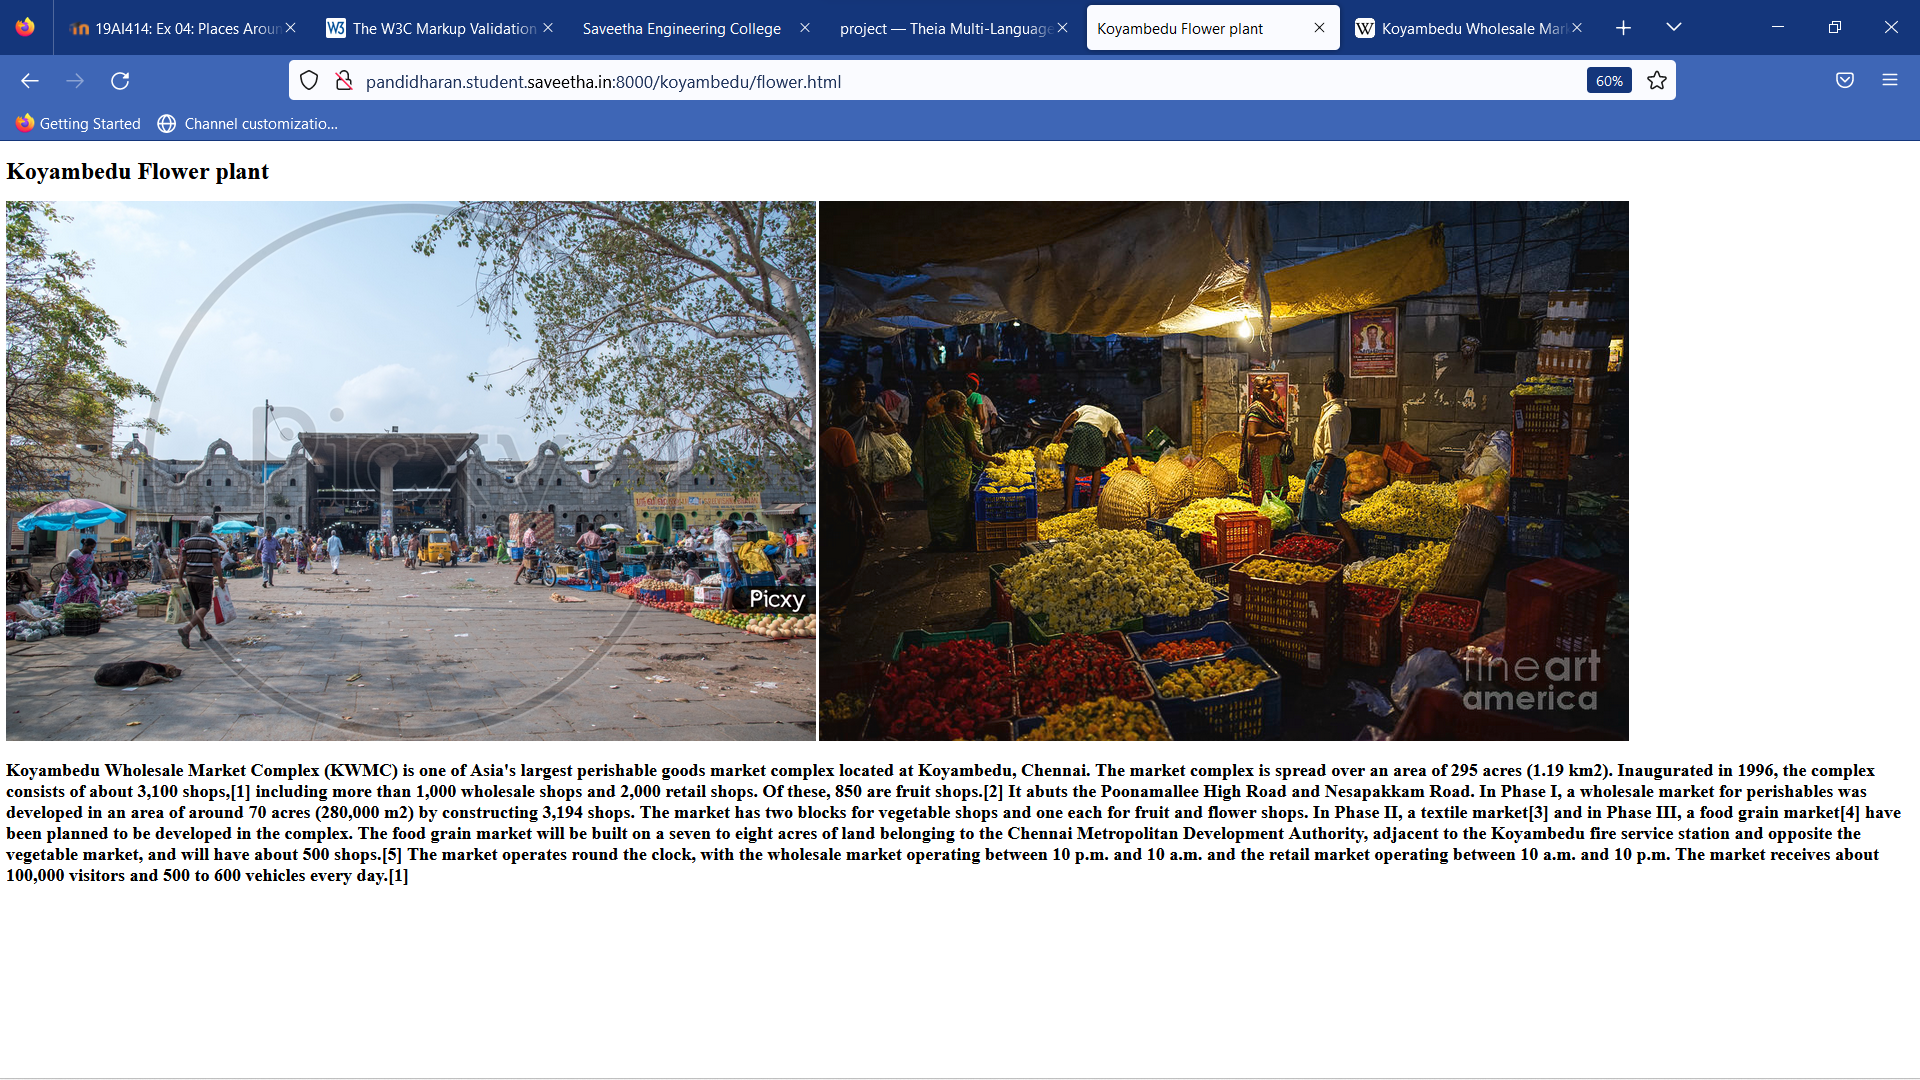 19AI414: Ex 04: Places Aroun
The W3C Markup Validation
Saveetha Engineering College
project — Theia Multi-Language
Koyambedu Flower plant
Koyambedu Wholesale Mar
pandidharan.student.saveetha.in:8000/koyambedu/flower.html
60%
Getting Started
Channel customizatio...
Koyambedu Flower plant
Picxy
Picxy
fineart
america
Koyambedu Wholesale Market Complex (KWMC) is one of Asia's largest perishable goods market complex located at Koyambedu, Chennai. The market complex is spread over an area of 295 acres (1.19 km2). Inaugurated in 1996, the complex
consists of about 3,100 shops,[1] including more than 1,000 wholesale shops and 2,000 retail shops. Of these, 850 are fruit shops.[2] It abuts the Poonamallee High Road and Nesapakkam Road. In Phase I, a wholesale market for perishables was
developed in an area of around 70 acres (280,000 m2) by constructing 3,194 shops. The market has two blocks for vegetable shops and one each for fruit and flower shops. In Phase II, a textile market[3] and in Phase III, a food grain market[4] have
been planned to be developed in the complex. The food grain market will be built on a seven to eight acres of land belonging to the Chennai Metropolitan Development Authority, adjacent to the Koyambedu fire service station and opposite the
vegetable market, and will have about 500 shops.[5] The market operates round the clock, with the wholesale market operating between 10 p.m. and 10 a.m. and the retail market operating between 10 a.m. and 10 p.m. The market receives about
100,000 visitors and 500 to 600 vehicles every day.[1]